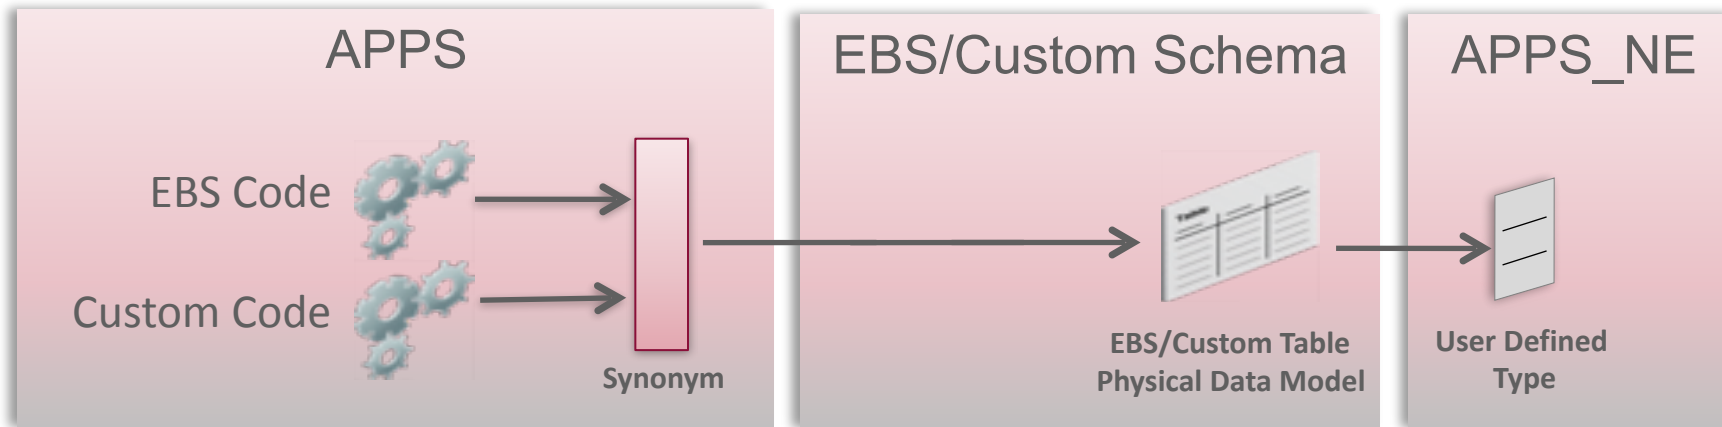 APPS
EBS/Custom Schema
APPS_NE
EBS Code
Custom Code
Synonym
Table
EBS/Custom Table
Physical Data Model
User Defined
Type